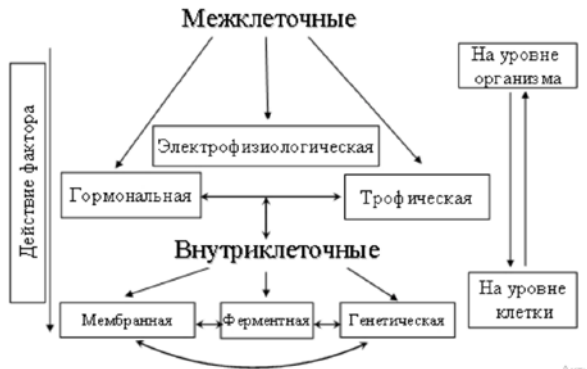 Межклеточные
На уровне
организма
Действие фактора
Электрофизиологическая
Гормональная
Трофическая
Внутриклеточные
На уровне
клетки
Мембранная
Ферментная
Генетическая